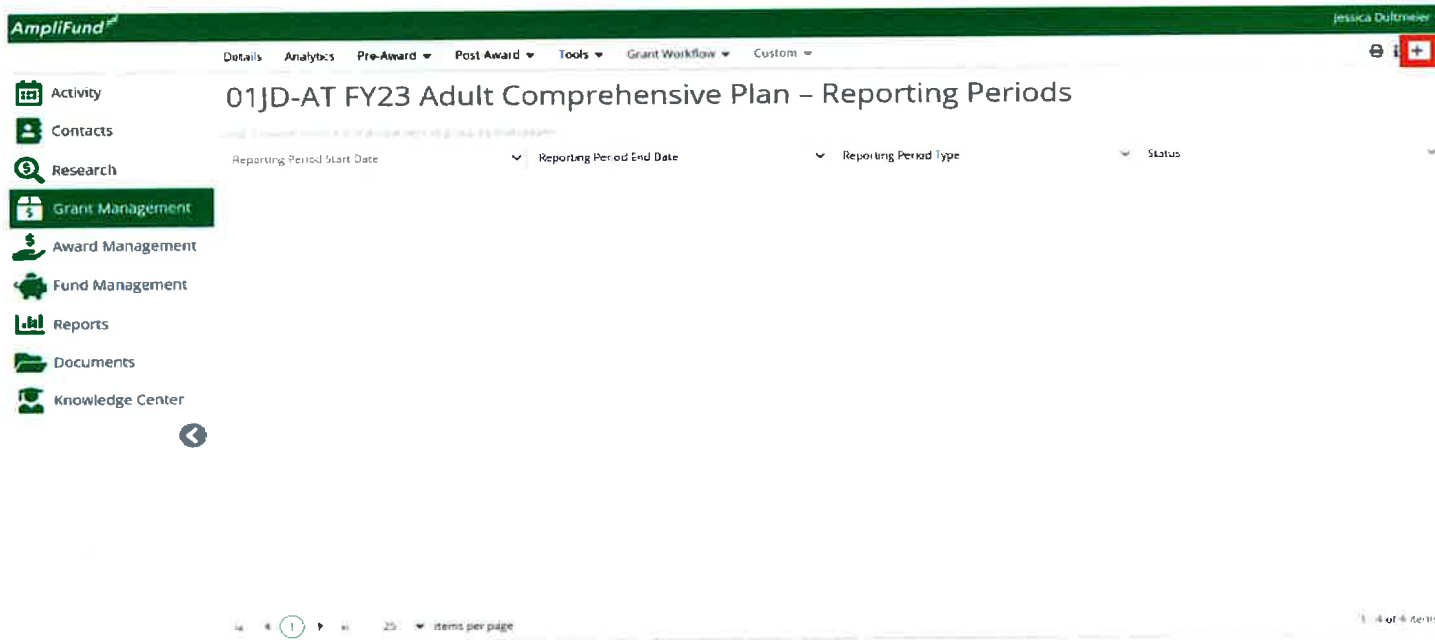 AmpliFund
Jessica Dultmeier
Details Analytics Pre-Award Post Award Tools Grant Workflow Custom
+
Activity
Contacts
Research
Grant Management
Award Management
Fund Management
Reports
Documents
Knowledge Center
01JD-AT FY23 Adult Comprehensive Plan – Reporting Periods
Reporting Period Start Date Reporting Period End Date Reporting Period Type Status
1 25 items per page
of items